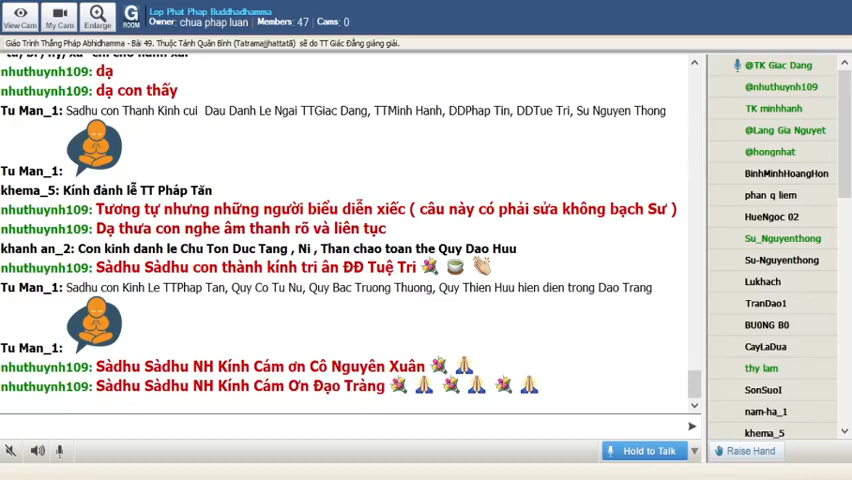 Lop Phat Phap Buddhadhamma
Owner: chua phap luan Members: 47 Cams: 0
View Cam
My Cam
Enlarge
G
ROOM
Giáo Trình Thắng Pháp Abhidhamma - Bài 49. Thuộc Tánh Quân Bình (Tatramajjhattatā) sẽ do TT Giác Đẳng giảng giải.
nhuthuynh109: dạ
nhuthuynh109: dạ con thấy
Tu Man_1: Sadhu con Thanh Kinh cui Dau Danh Le Ngai TTGiac Dang, TTMinh Hanh, DDPhap Tin, DDTue Tri, Su Nguyen Thong
Tu Man_1:
khema_5: Kính đảnh lễ TT Pháp Tân
nhuthuynh109: Tương tự nhưng những người biểu diễn xiếc ( câu này có phải sửa không bạch Sư )
nhuthuynh109: Dạ thưa con nghe âm thanh rõ và liên tục
khanh an_2: Con kinh danh le Chu Ton Duc Tang , Ni , Than chao toan the Quy Dao Huu
nhuthuynh109: Sàdhu Sàdhu con thành kính tri ân ĐĐ Tuệ Tri
Tu Man_1: Sadhu con Kinh Le TTPhap Tan, Quy Co Tu Nu, Quy Bac Truong Thuong, Quy Thien Huu hien dien trong Dao Trang
Tu Man_1:
nhuthuynh109: Sàdhu Sàdhu NH Kính Cám ơn Cô Nguyên Xuân
nhuthuynh109: Sàdhu Sàdhu NH Kính Cám Ơn Đạo Tràng
Hold to Talk
@TK Giac Dang
@nhuthuynh109
TK minhhanh
@Lang Gia Nguyet
@hongnhat
BinhMinhHoangHon
phan q liem
HueNgoc 02
Su_Nguyenthong
Su-Nguyenthong
Lukhach
TranDao1
BU0NG B0
CayLaDua
thy lam
SonSuoI
nam-ha_1
khema_5
Raise Hand